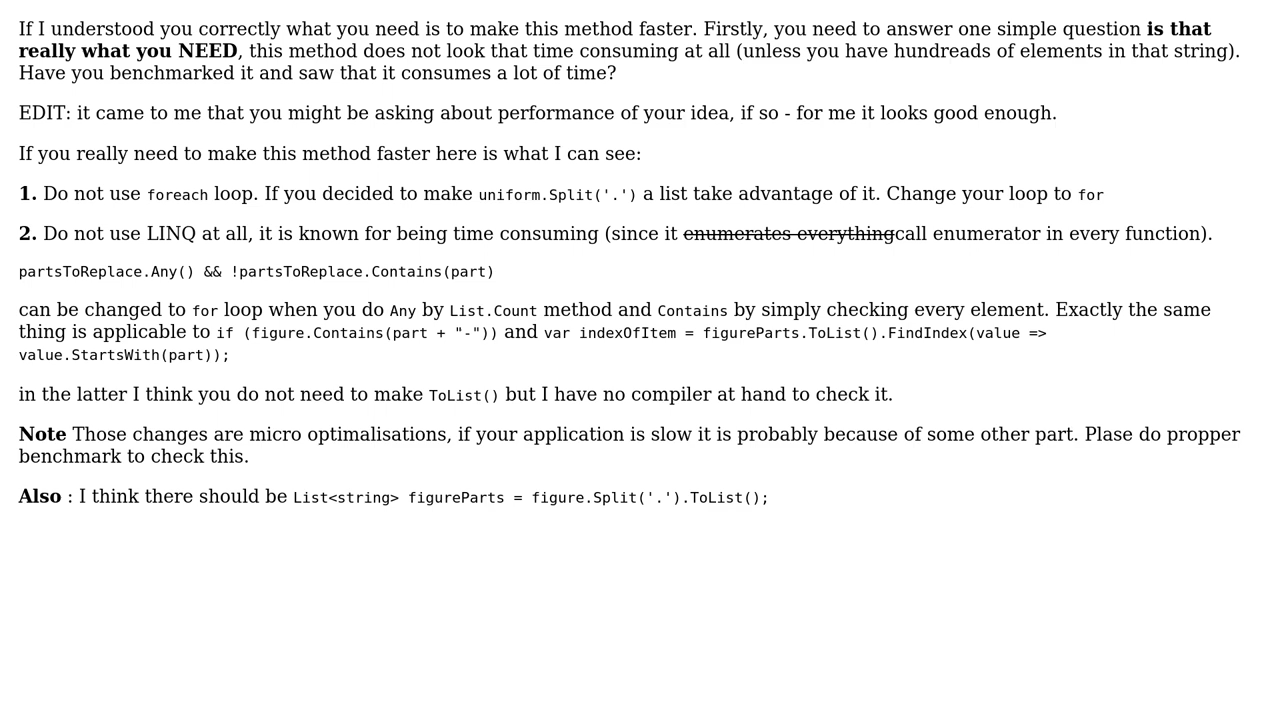 If I understood you correctly what you need is to make this method faster. Firstly, you need to answer one simple question is that
really what you NEED, this method does not look that time consuming at all (unless you have hundreds of elements in that string).
Have you benchmarked it and saw that it consumes a lot of time?
EDIT: it came to me that you might be asking about performance of your idea, if so - for me it looks good enough.
If you really need to make this method faster here is what I can see:
1. Do not use foreach loop. If you decided to make uniform.Split('.') a list take advantage of it. Change your loop to for
2. Do not use LINQ at all, it is known for being time consuming (since it enumerates everythingcall enumerator in every function).
partsToReplace.Any() && !partsToReplace.Contains(part)
can be changed to for loop when you do Any by List.Count method and Contains by simply checking every element. Exactly the same
thing is applicable to if (figure.Contains(part + "-")) and var indexOfItem = figureParts.ToList().FindIndex(value =>
value.StartsWith(part));
in the latter I think you do not need to make ToList() but I have no compiler at hand to check it.
Note Those changes are micro optimalisations, if your application is slow it is probably because of some other part. Plase do propper
benchmark to check this.
Also : I think there should be List<string> figureParts = figure.Split('.').ToList();